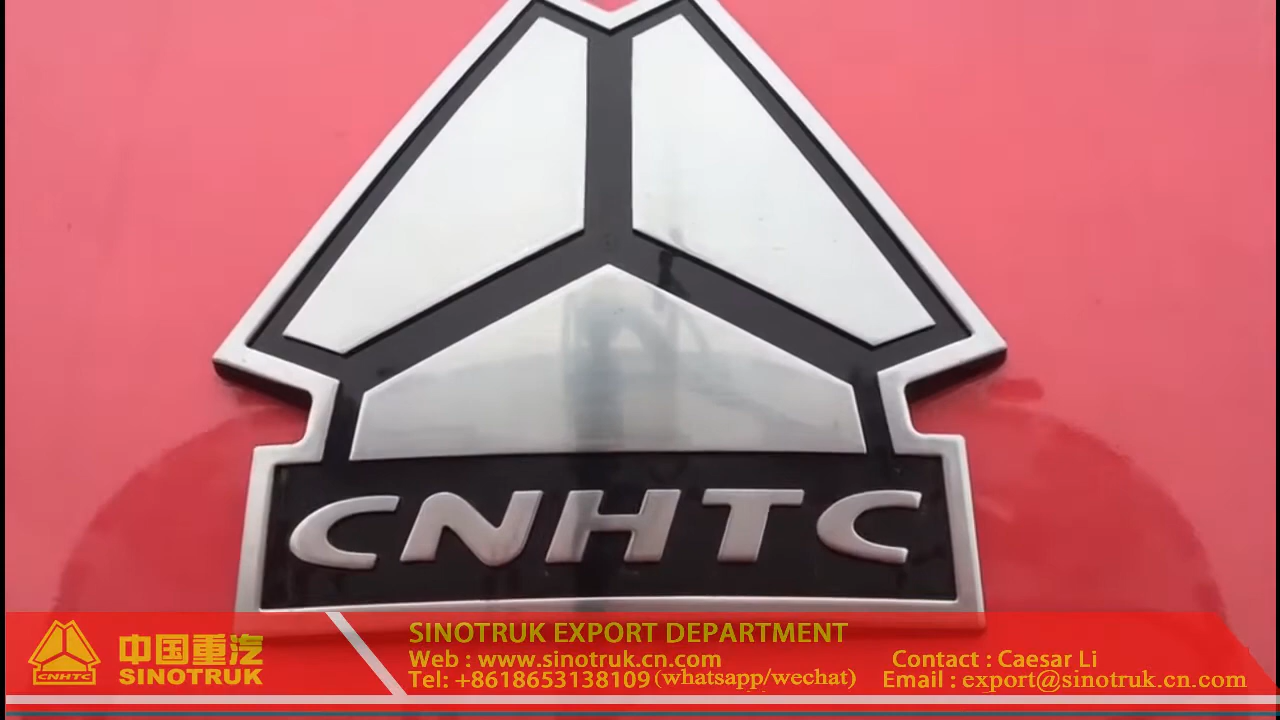 CNHTC
CNHTC
中国重汽
SINOTRUK
SINOTRUK EXPORT DEPARTMENT
Web : www.sinotruk.cn.com
Contact : Caesar Li
Tel: +8618653138109 (whatsapp/wechat)
Email : export@sinotruk.cn.com